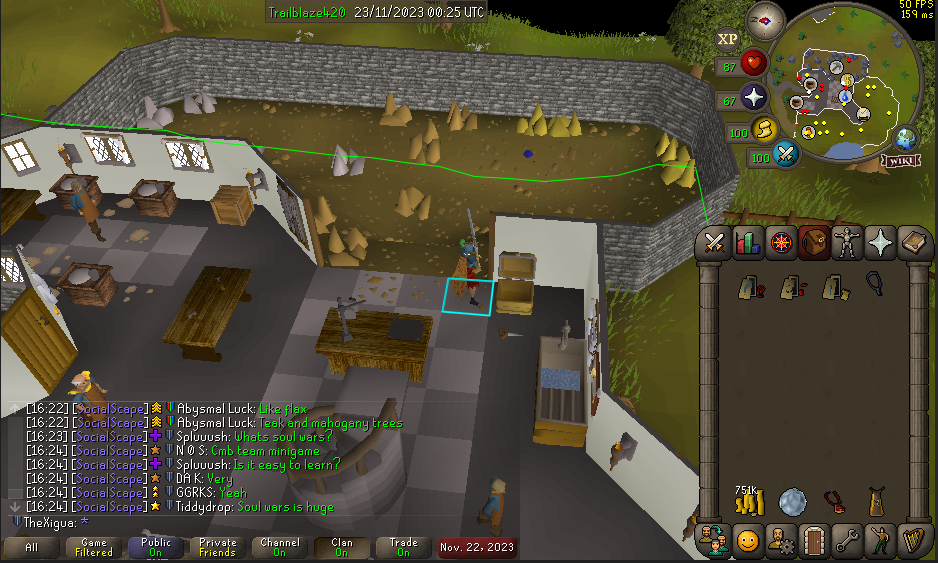 Trailblaze420 23/11/2023 00:25 UTC
50 FPS
159 ms
XP
87
67
100
100
WIKI
751K
[16:22] [SocialScape] Abysmal Luck: Like flax
[16:22] [SocialScape] Abysmal Luck: Teak and mahogany trees
[16:23] [SocialScape] Spluuush: Whats soul wars?
[16:24] [SocialScape] N 0 S: Cmb team minigame
[16:24] [SocialScape] Spluuush: Is it easy to learn?
[16:24] [SocialScape] DA K: Very
[16:24] [SocialScape] GGRKS: Yeah
[16:24] [SocialScape] Tiddydrop: Soul wars is huge
TheXigua: *
All
Game
Filtered
Public
On
Private
Friends
Channel
On
Clan
On
Trade
On
Nov. 22, 2023